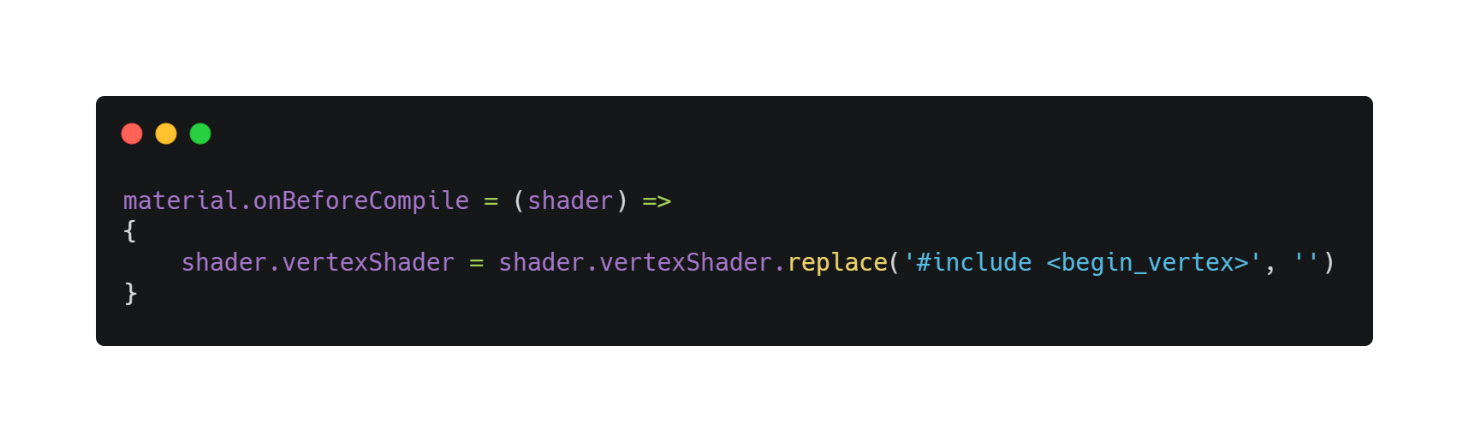 material.onBeforeCompile = (shader) =>
{
    shader.vertexShader = shader.vertexShader.replace('#include <begin_vertex>', '')
}